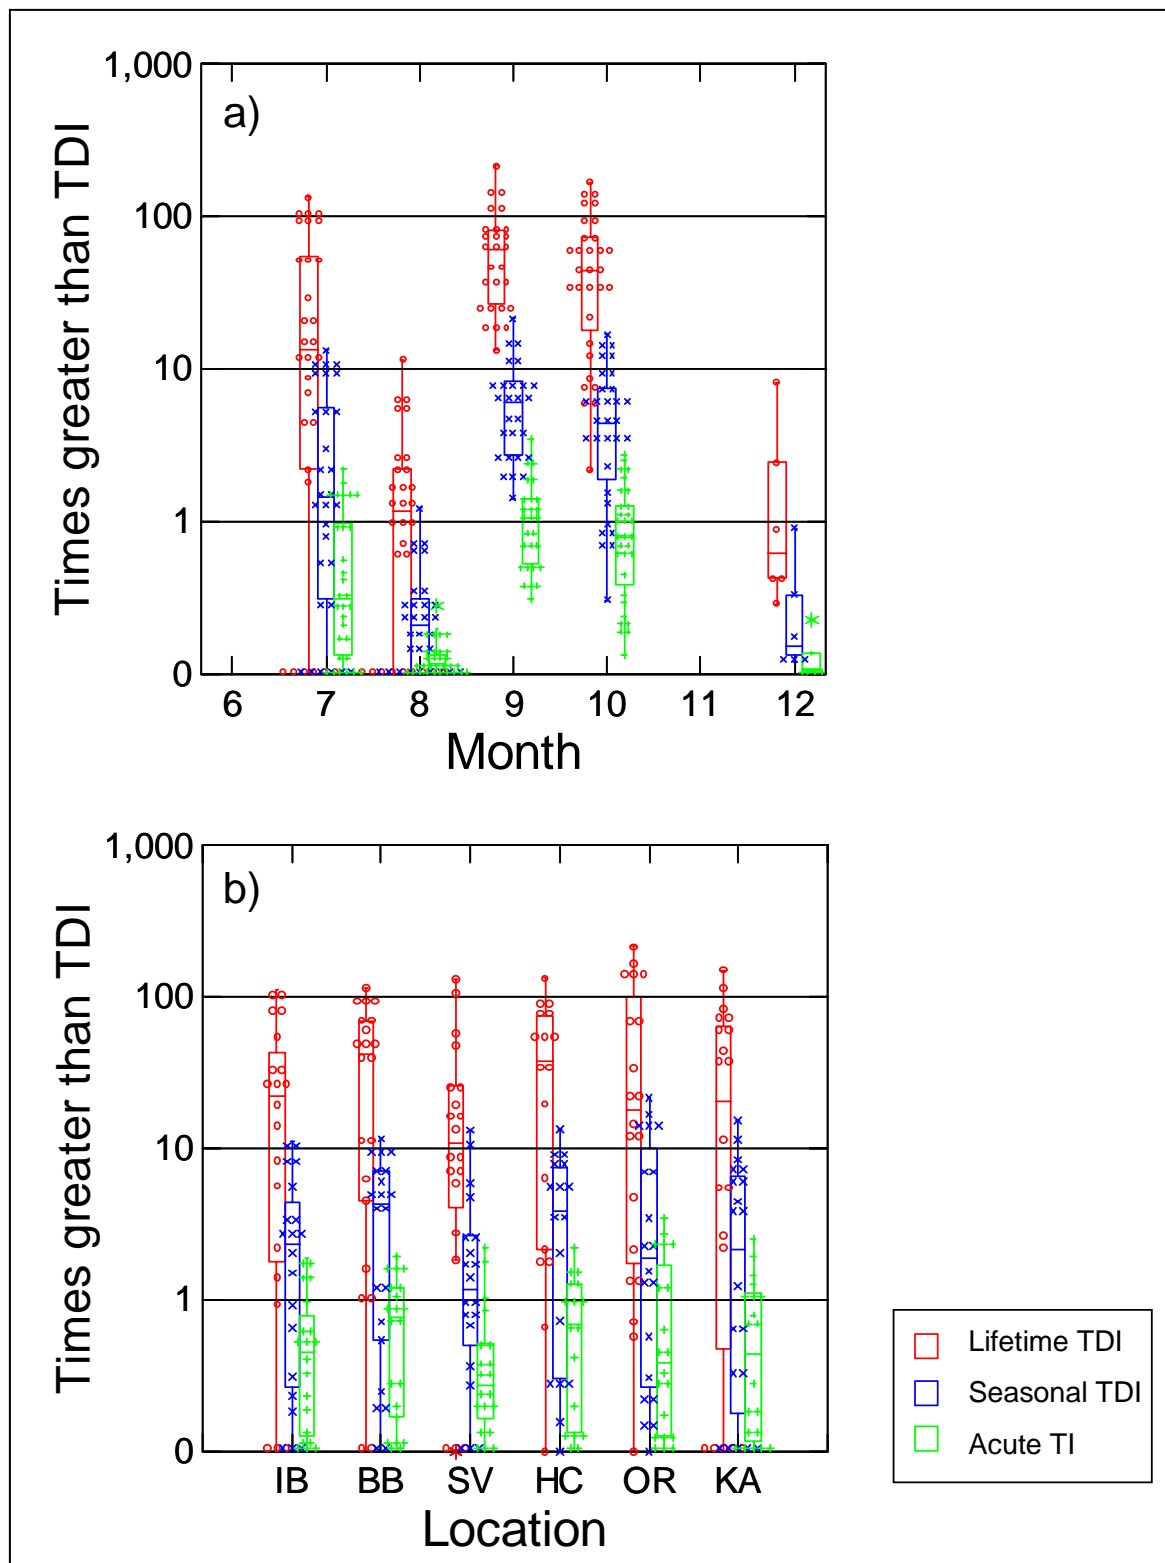 1,000
a)
100
10
1
0
Times greater than TDI
6 7 8 9 10 11 12
Month
1,000
b)
100
10
1
0
Times greater than TDI
IB BB SV HC OR KA
Location
Lifetime TDI
Seasonal TDI
Acute TI